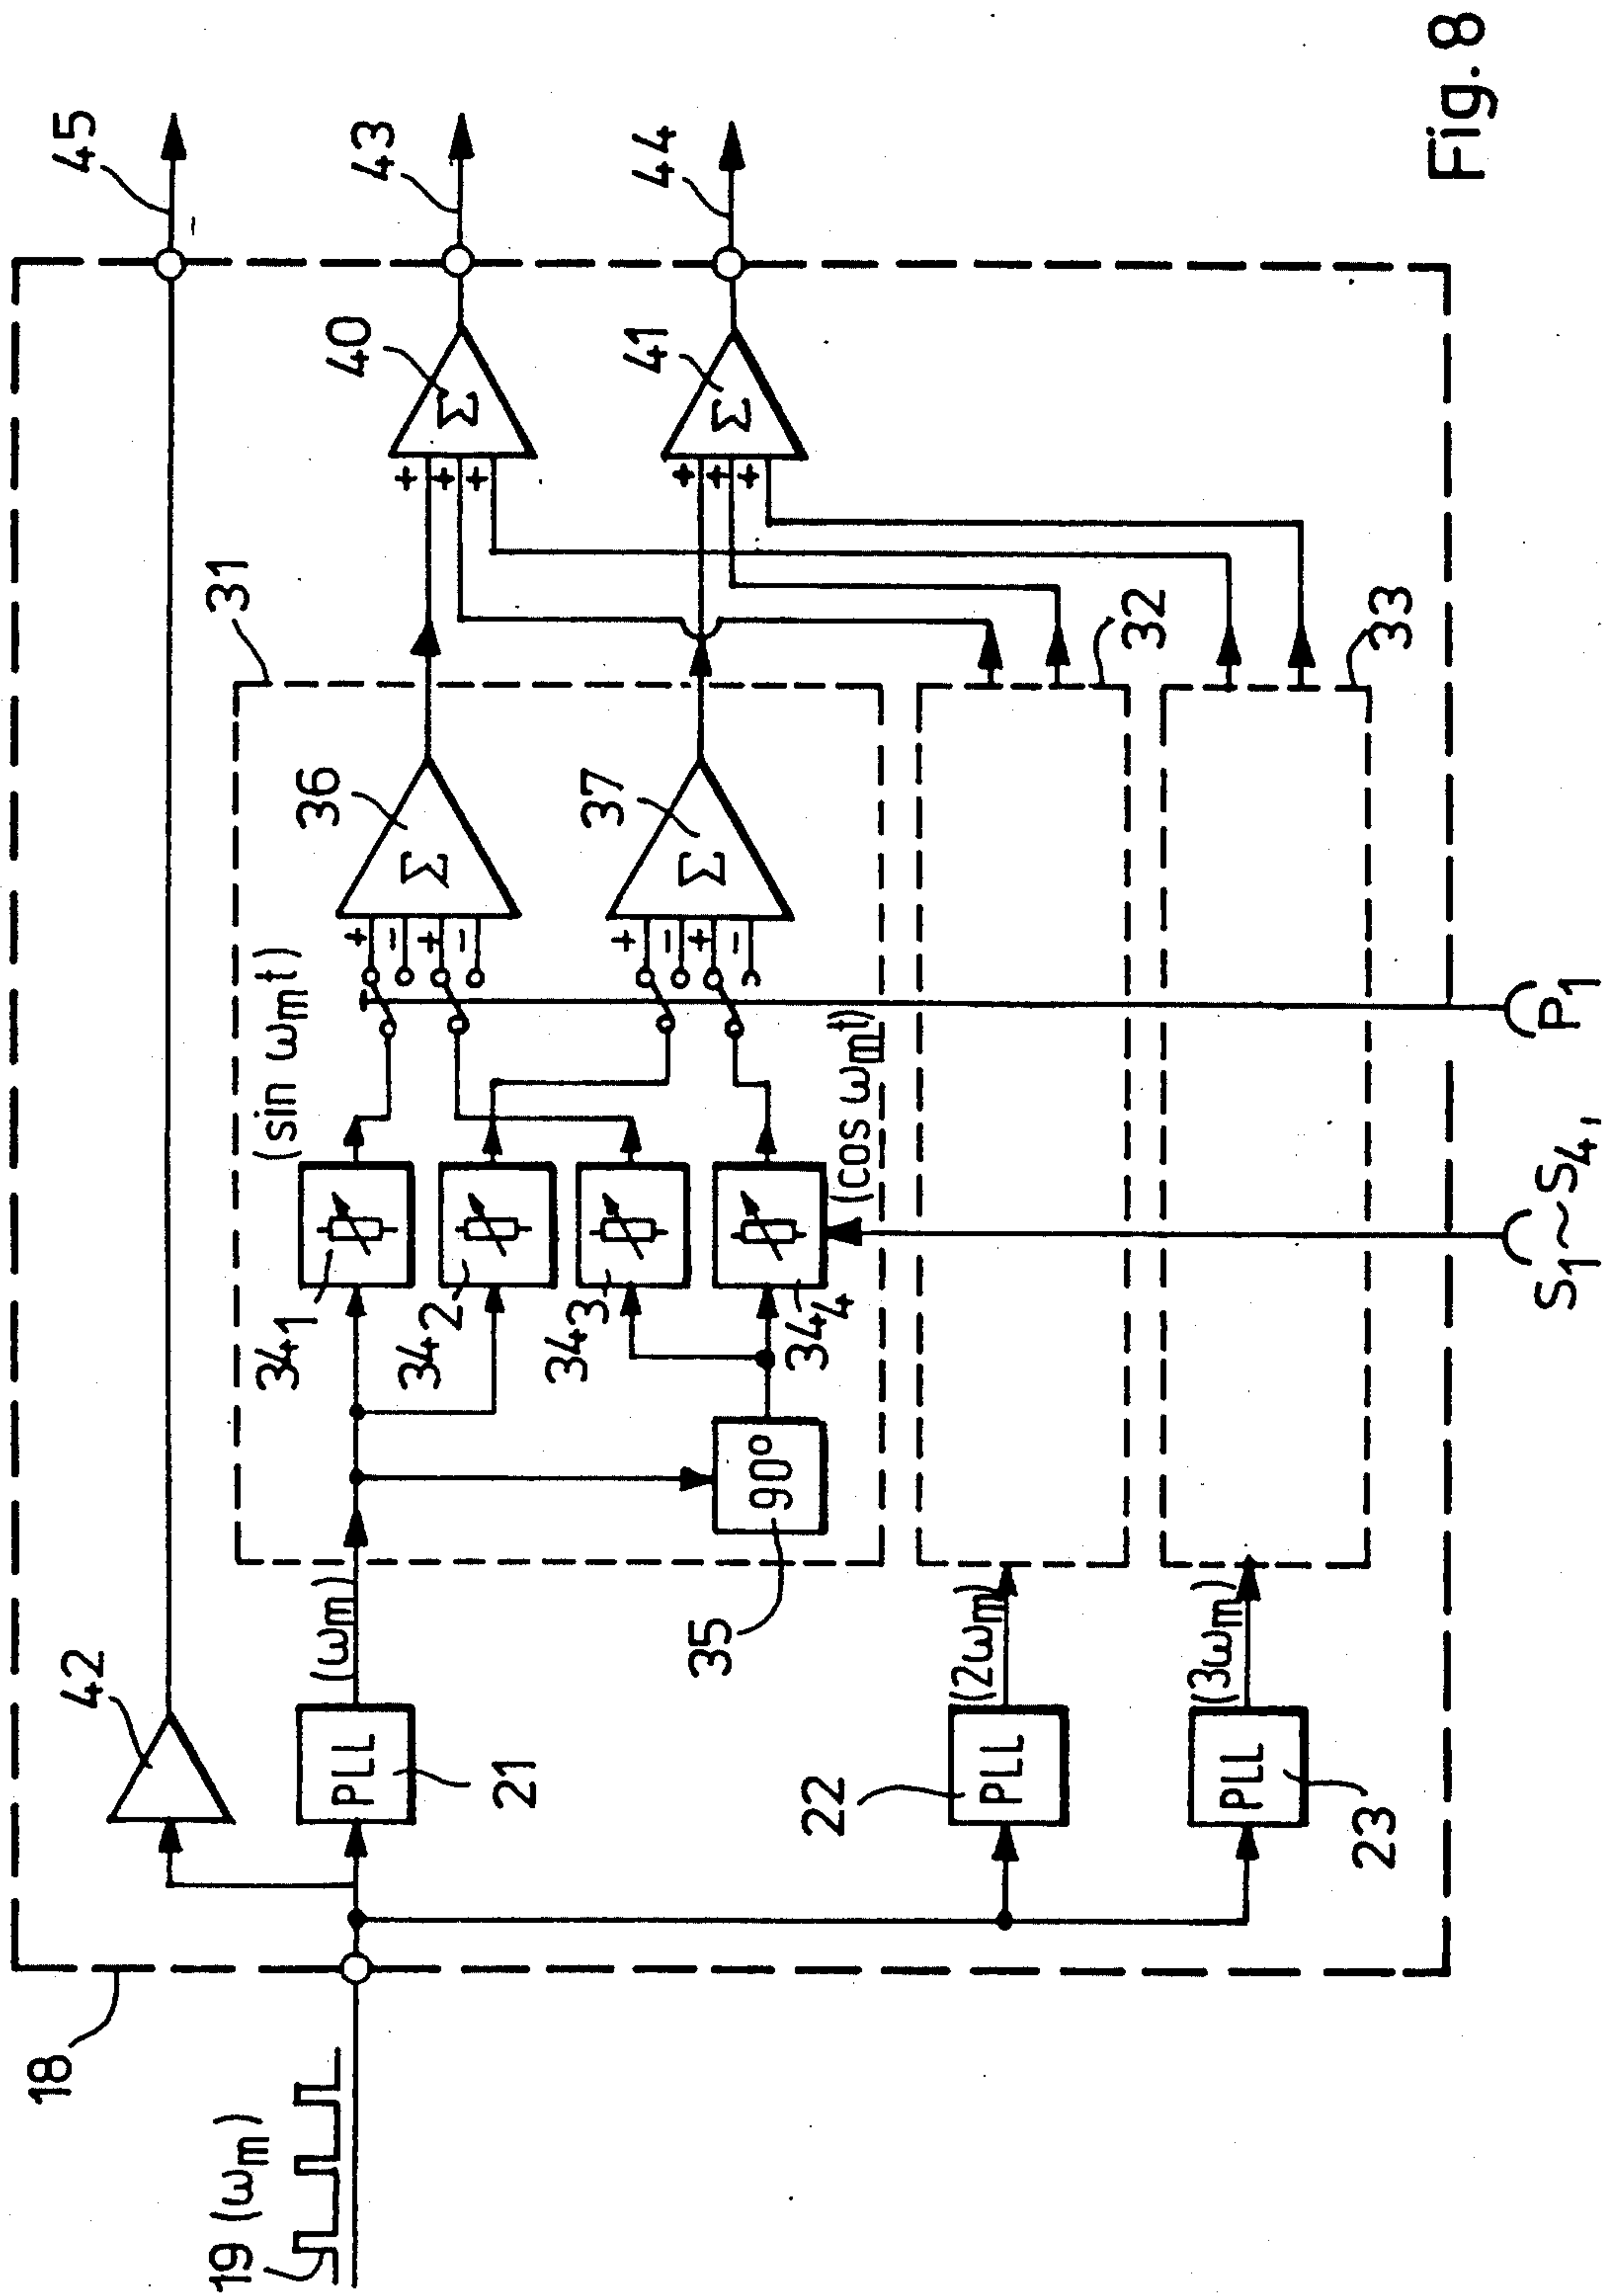 18
19 (ωm)
42
45
PLL
21
(ωm)
31
(sin ωmt)
34₁
34₂
34₃
34₄
90°
35
(cos ωmt)
+
−
+
−
Σ
36
+
−
+
−
Σ
37
+
+
+
Σ
40
43
+
+
+
Σ
41
44
22
PLL
(2ωm)
32
23
PLL
(3ωm)
33
S₁~S₄,
P₁
Fig. 8